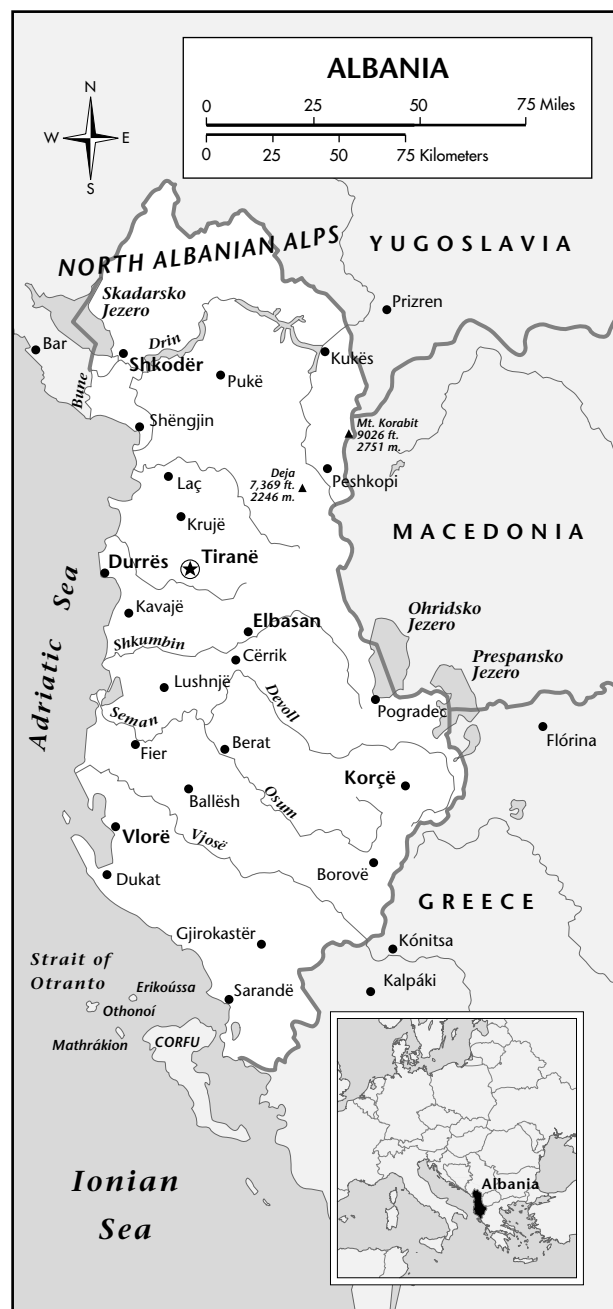 ALBANIA
0 25 50 75 Miles
0 25 50 75 Kilometers
N
W E
S
NORTH ALBANIAN ALPS
YUGOSLAVIA
Skadarsko
Jezero
Prizren
Bar
Drin
Shkodër
Kukës
Pukë
Bune
Shëngjin
Mt. Korabit
9026 ft.
2751 m.
Deja
7,369 ft.
2246 m.
Peshkopi
Laç
Krujë
MACEDONIA
Tiranë
Durrës
Adriatic Sea
Kavajë
Elbasan
Ohridsko
Jezero
Shkumbin
Cërrik
Prespansko
Jezero
Lushnjë
Devoll
Pogradec
Seman
Fier
Berat
Flórina
Korçë
Ballësh
Osum
Vlorë
Vjosë
Borovë
Dukat
GREECE
Gjirokastër
Kónitsa
Strait of
Otranto
Kalpáki
Erikoússa
Sarandë
Othonoí
Mathrákion
CORFU
Ionian
Sea
Albania